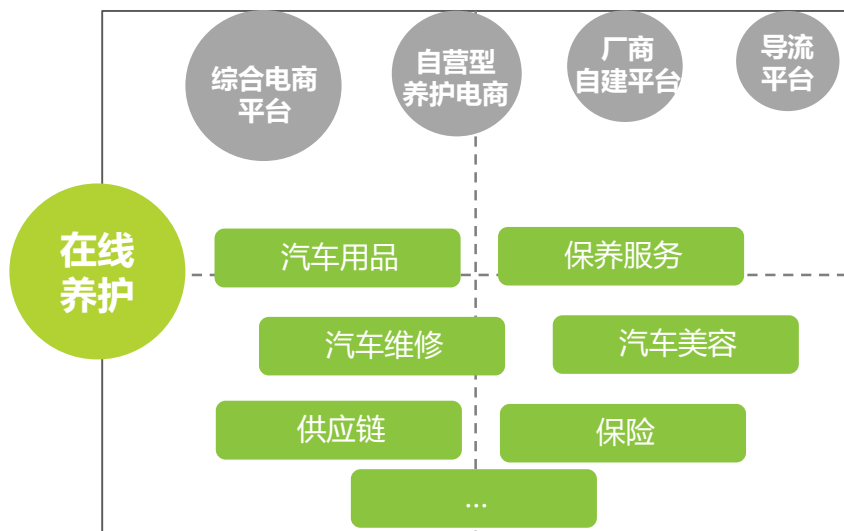 综合电商
平台
自营型
养护电商
厂商
自建平台
导流
平台
在线
养护
汽车用品
保养服务
汽车维修
汽车美容
供应链
保险
...